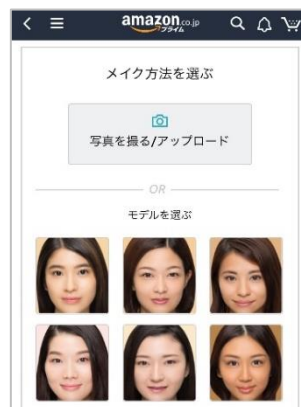 amazon.co.jp
プライム
メイク方法を選ぶ
写真を撮る/アップロード
OR
モデルを選ぶ